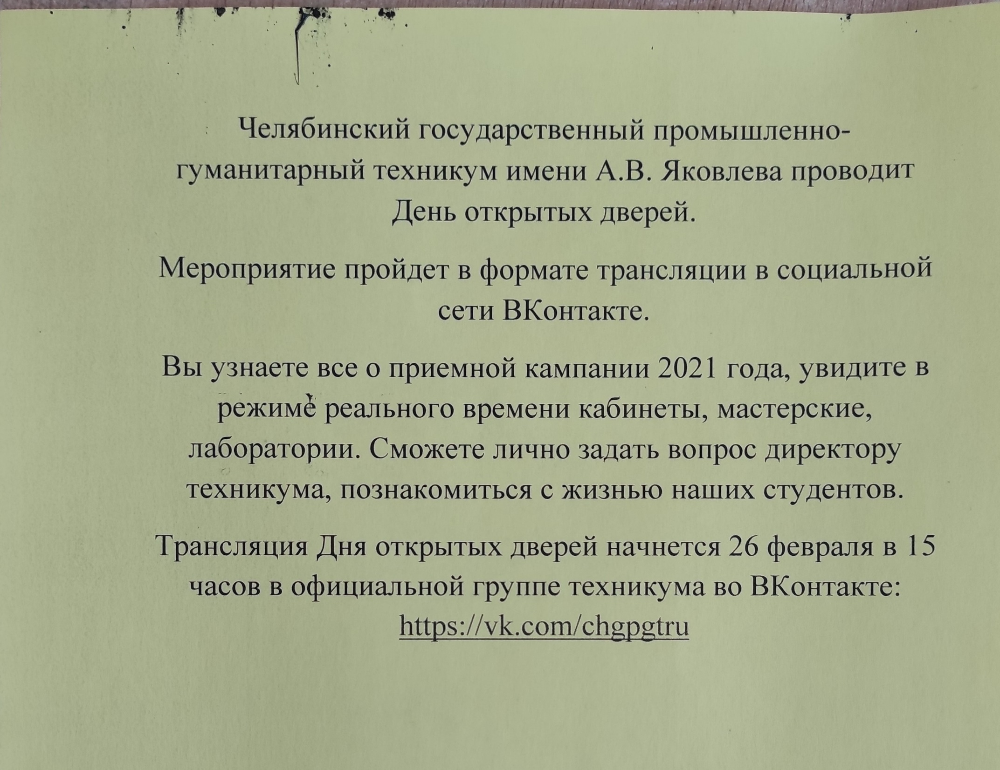 Челябинский государственный промышленно-
гуманитарный техникум имени А.В. Яковлева проводит
День открытых дверей.
Мероприятие пройдет в формате трансляции в социальной
сети ВКонтакте.
Вы узнаете все о приемной кампании 2021 года, увидите в
режиме реального времени кабинеты, мастерские,
лаборатории. Сможете лично задать вопрос директору
техникума, познакомиться с жизнью наших студентов.
Трансляция Дня открытых дверей начнется 26 февраля в 15
часов в официальной группе техникума во ВКонтакте:
https://vk.com/chgpgtru